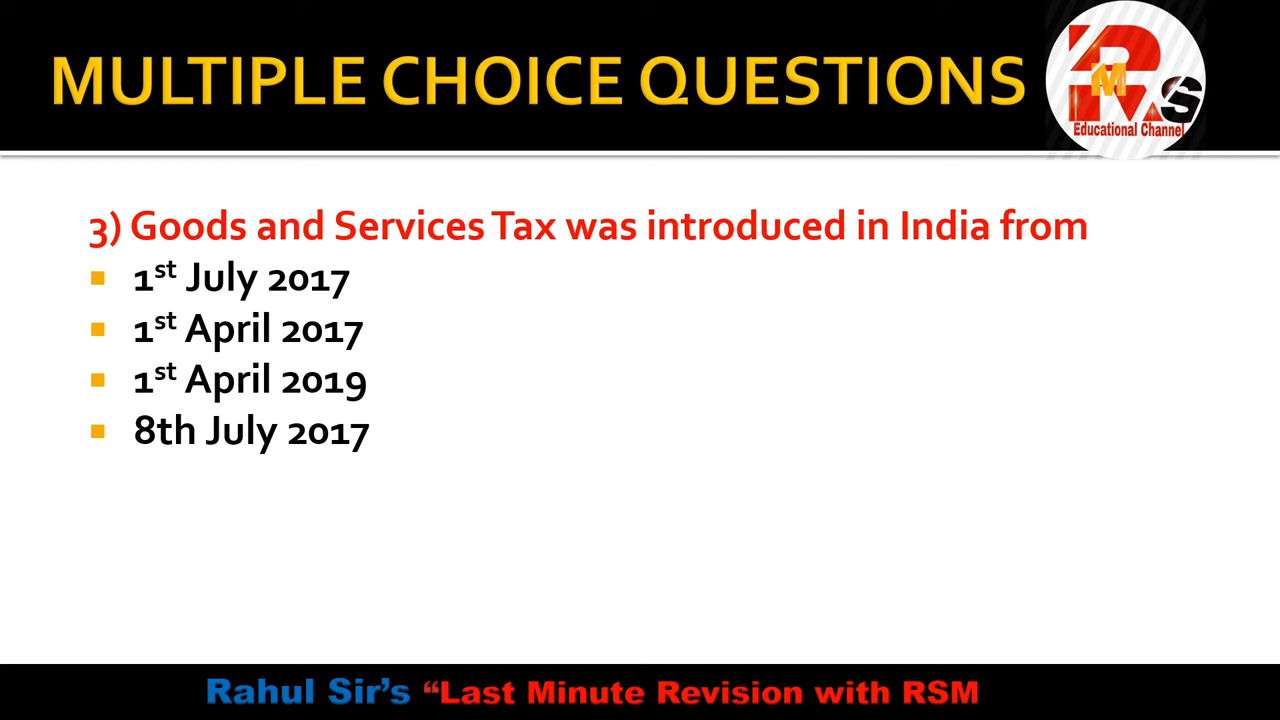 MULTIPLE CHOICE QUESTIONS
RMS
Educational Channel
3) Goods and Services Tax was introduced in India from
1st July 2017
1st April 2017
1st April 2019
8th July 2017
Rahul Sir's “Last Minute Revision with RSM